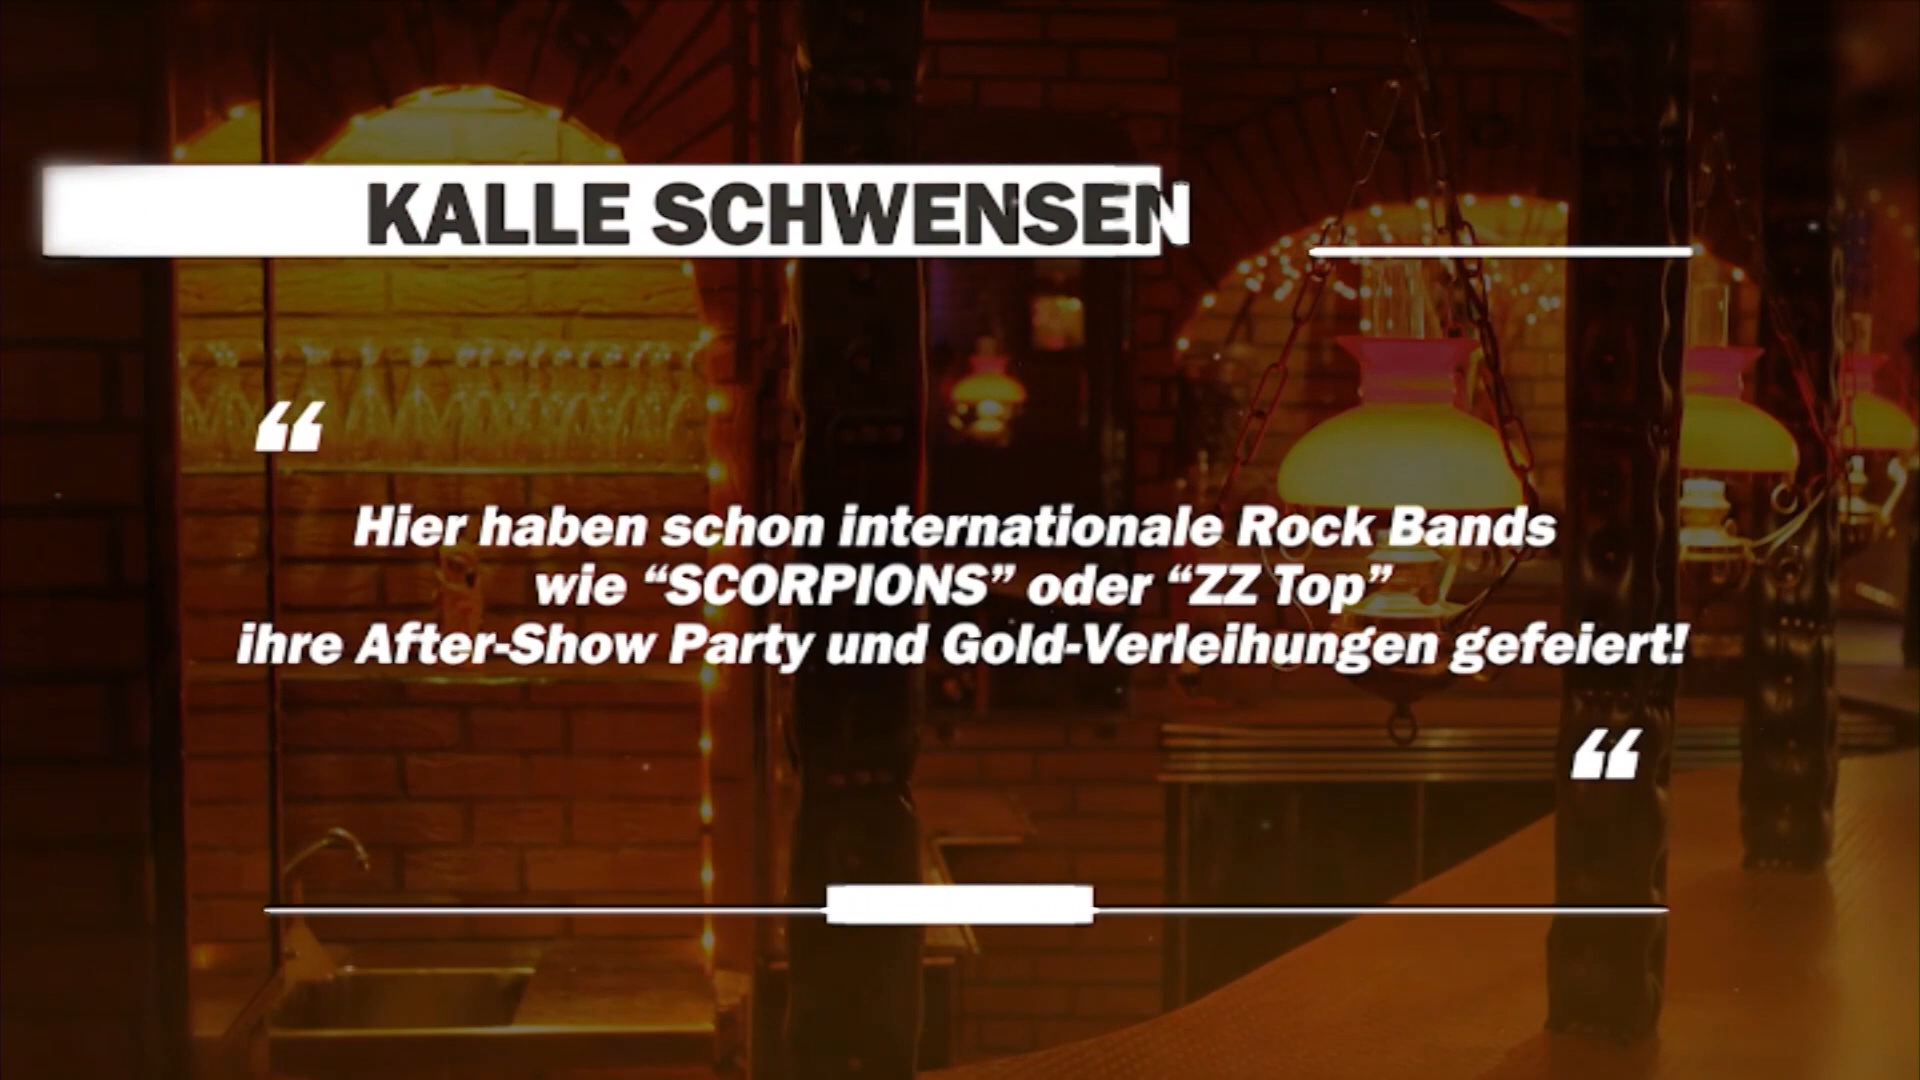 KALLE SCHWENSEN
“
Hier haben schon internationale Rock Bands
wie “SCORPIONS” oder “ZZ Top”
ihre After-Show Party und Gold-Verleihungen gefeiert!
“